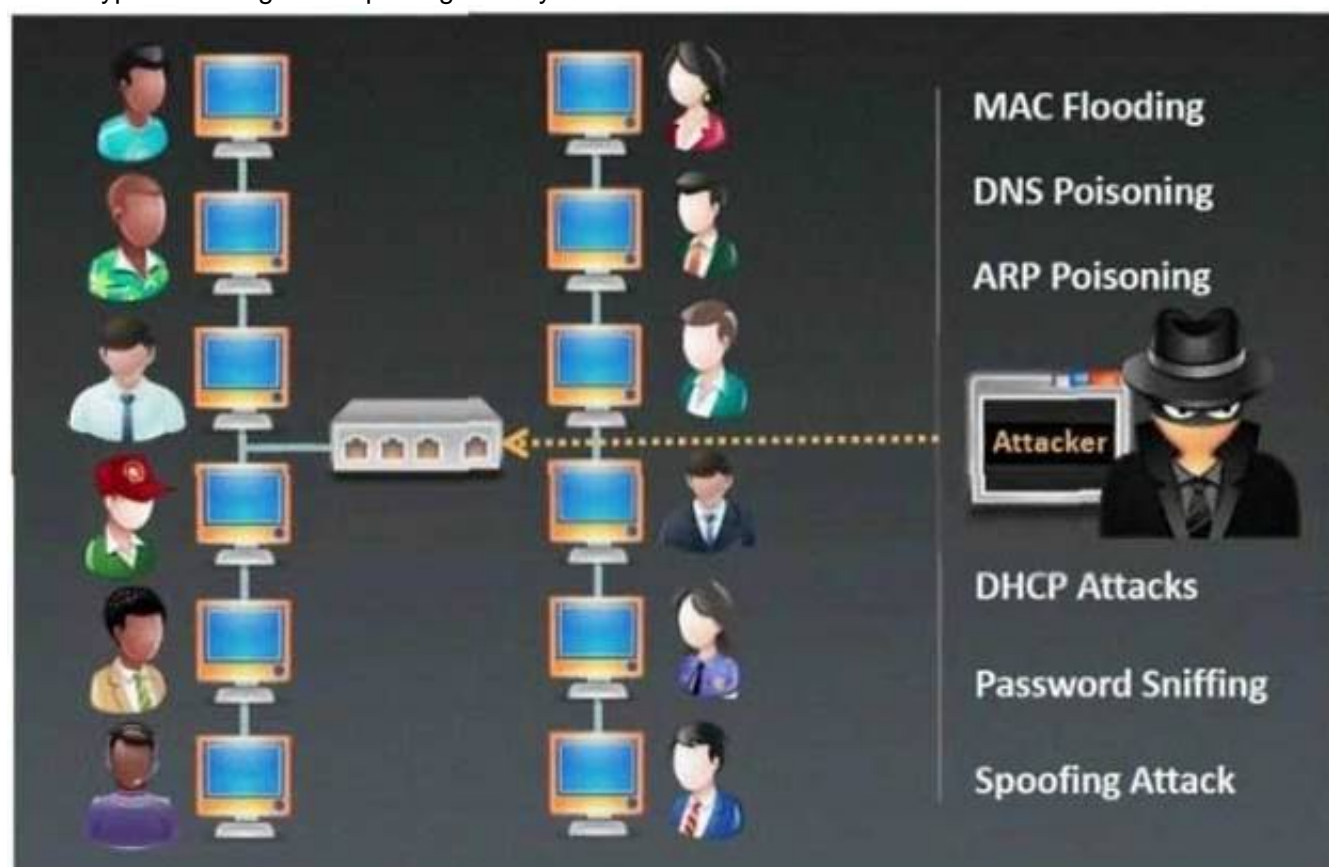 MAC Flooding
DNS Poisoning
ARP Poisoning
Attacker
DHCP Attacks
Password Sniffing
Spoofing Attack